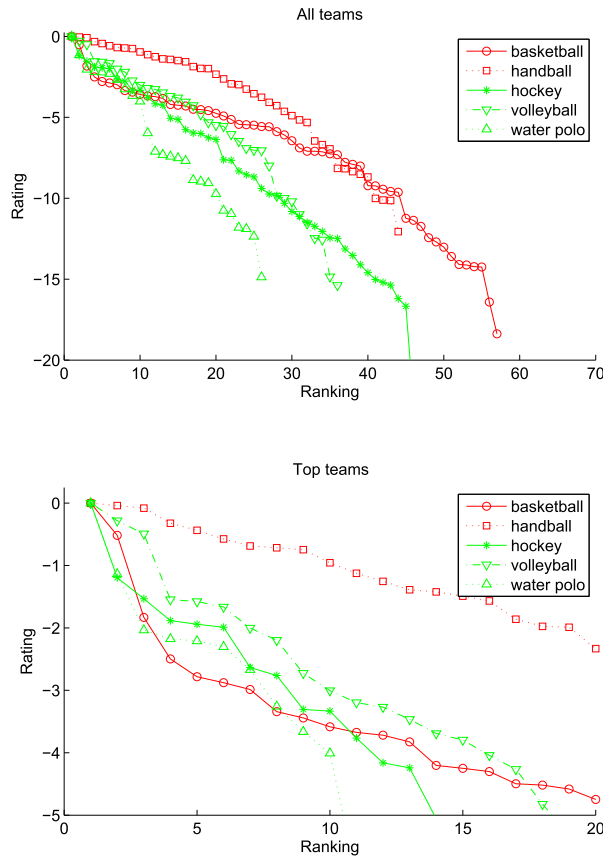 All teams
0
−5
−10
−15
−20
Rating
basketball
handball
hockey
volleyball
water polo
0 10 20 30 40 50 60 70
Ranking
Top teams
0
−1
−2
−3
−4
−5
Rating
basketball
handball
hockey
volleyball
water polo
0 5 10 15 20
Ranking